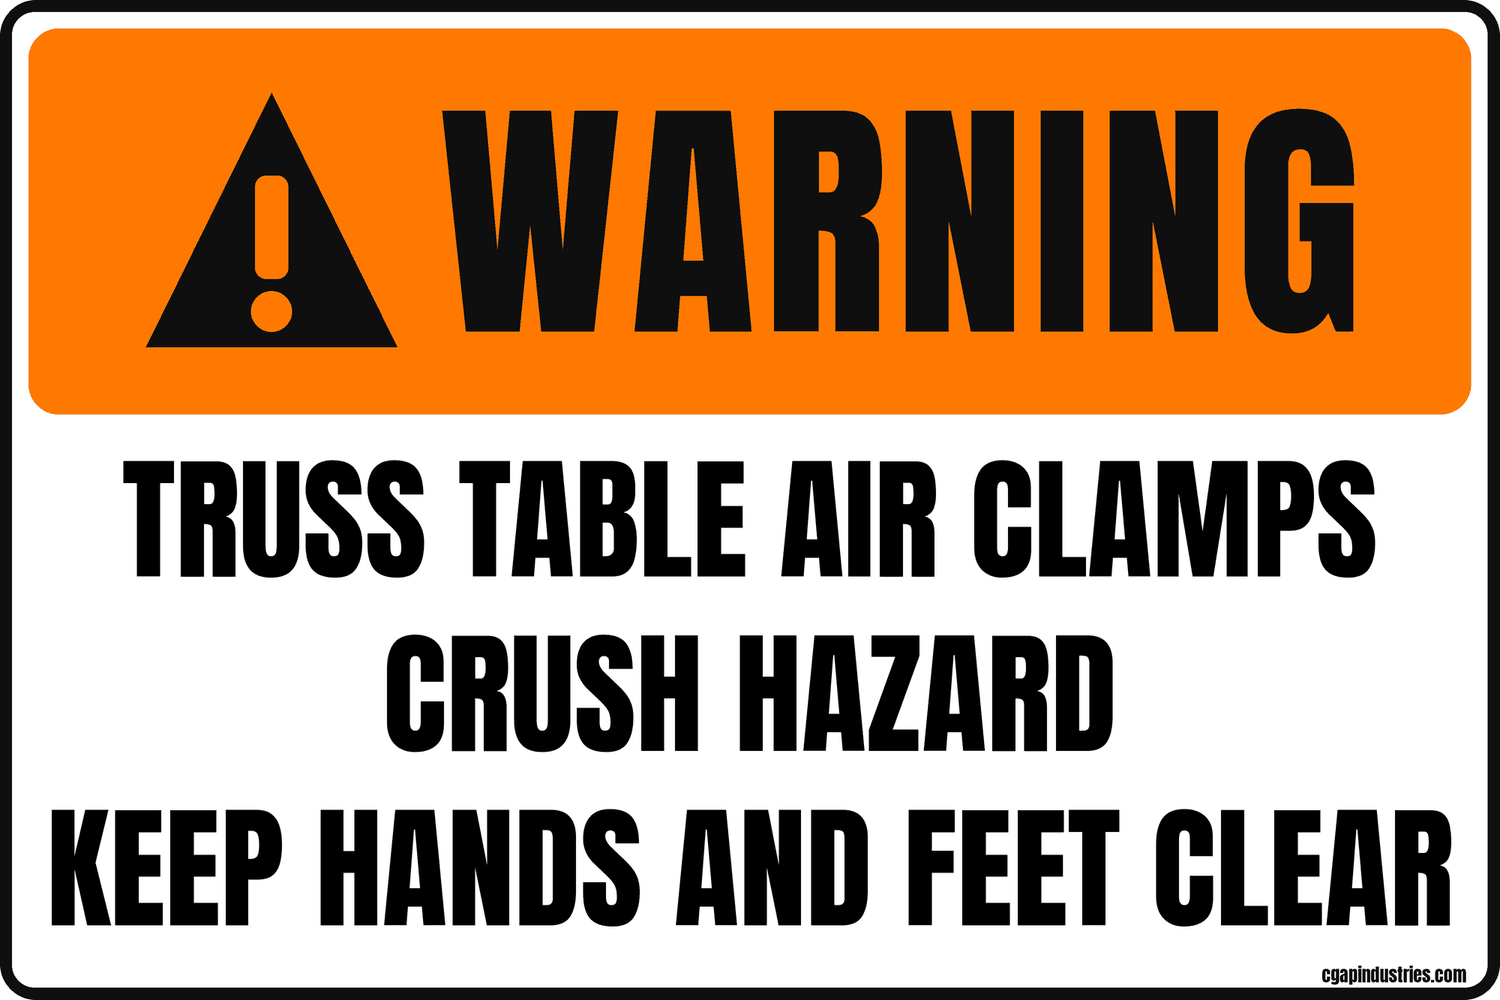 WARNING
TRUSS TABLE AIR CLAMPS
CRUSH HAZARD
KEEP HANDS AND FEET CLEAR
cgapindustries.com